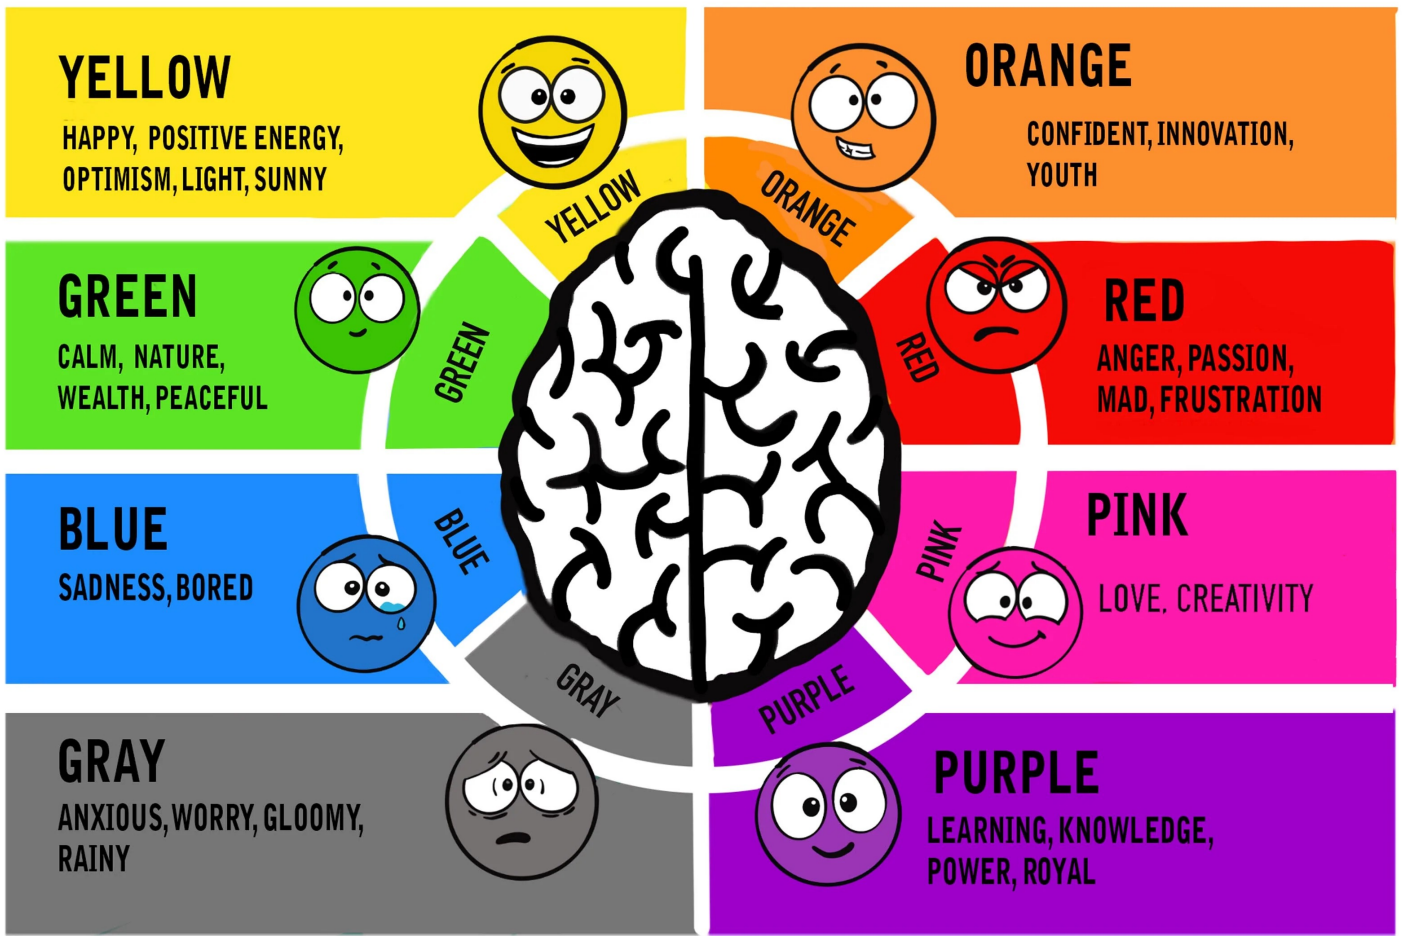 YELLOW
HAPPY, POSITIVE ENERGY,
OPTIMISM, LIGHT, SUNNY
ORANGE
CONFIDENT, INNOVATION,
YOUTH
GREEN
CALM, NATURE,
WEALTH, PEACEFUL
RED
ANGER, PASSION,
MAD, FRUSTRATION
BLUE
SADNESS, BORED
PINK
LOVE. CREATIVITY
GRAY
ANXIOUS, WORRY, GLOOMY,
RAINY
PURPLE
LEARNING, KNOWLEDGE,
POWER, ROYAL
YELLOW
ORANGE
GREEN
RED
BLUE
PINK
GRAY
PURPLE